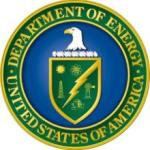 DEPARTMENT OF ENERGY
UNITED STATES OF AMERICA